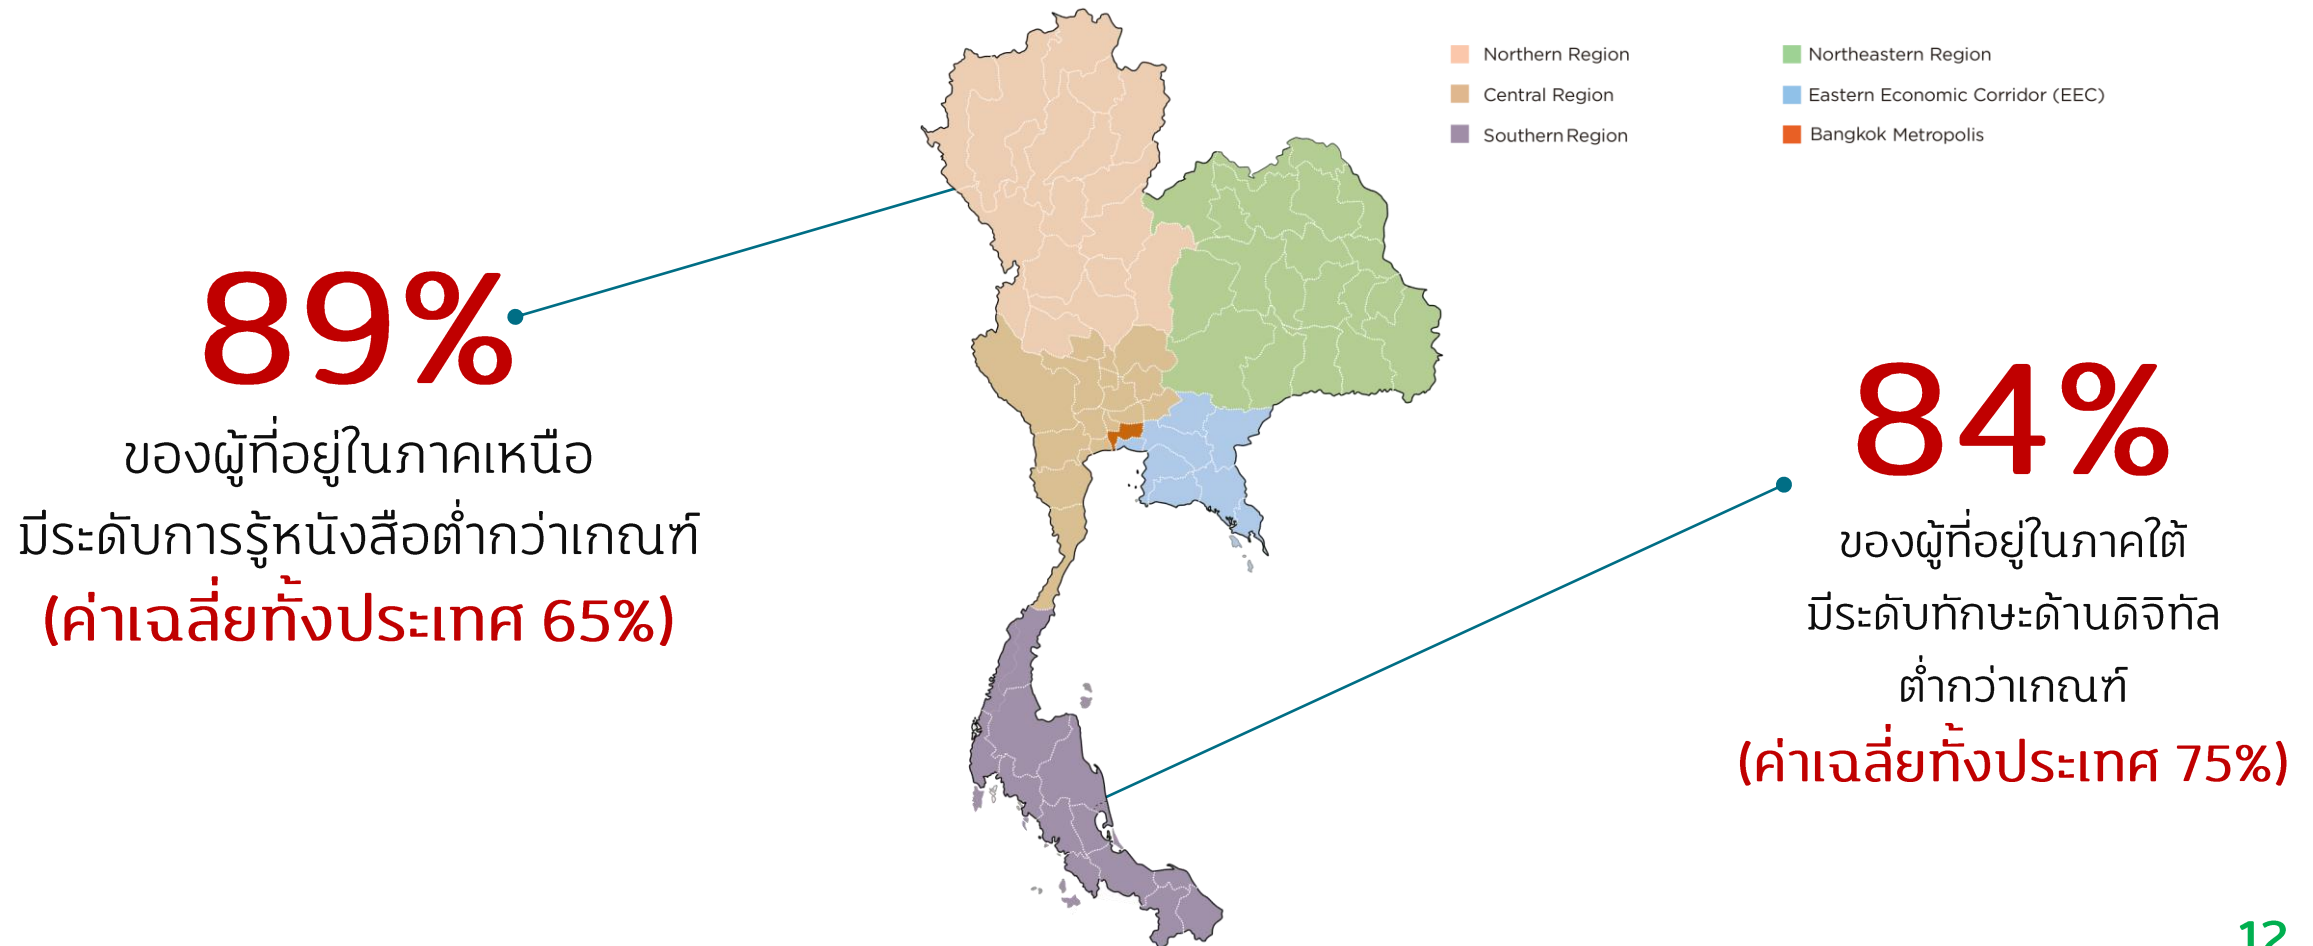 Northern Region
Central Region
Southern Region
Northeastern Region
Eastern Economic Corridor (EEC)
Bangkok Metropolis
89%
ของผู้ที่อยู่ในภาคเหนือ
มีระดับการรู้หนังสือต่ำกว่าเกณฑ์
(ค่าเฉลี่ยทั้งประเทศ 65%)
84%
ของผู้ที่อยู่ในภาคใต้
มีระดับทักษะด้านดิจิทัล
ต่ำกว่าเกณฑ์
(ค่าเฉลี่ยทั้งประเทศ 75%)
12